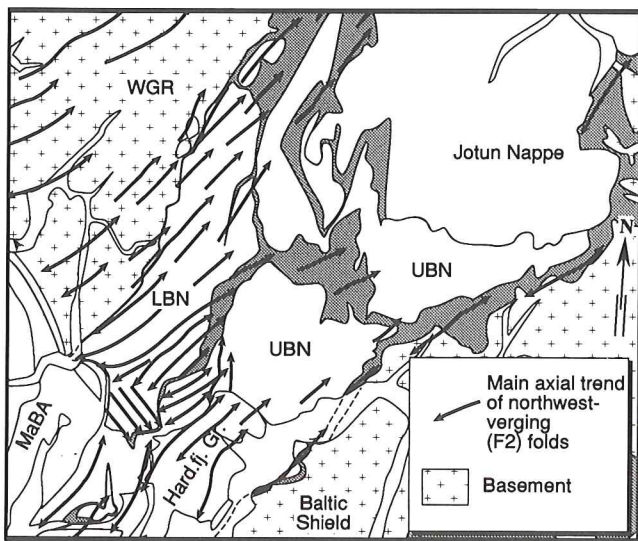 WGR
Jotun Nappe
N
UBN
LBN
UBN
MaBA
Hard.fj. Gr.
Baltic
Shield
Main axial trend
of northwest-
verging
(F2) folds
Basement